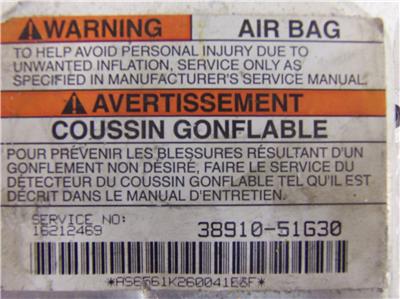 ⚠WARNING AIR BAG
TO HELP AVOID PERSONAL INJURY DUE TO
UNWANTED INFLATION, SERVICE ONLY AS
SPECIFIED IN MANUFACTURER'S SERVICE MANUAL.
⚠AVERTISSEMENT
COUSSIN GONFLABLE
POUR PRÉVENIR LES BLESSURES RÉSULTANT D'UN
GONFLEMENT NON DÉSIRÉ, FAIRE LE SERVICE DU
DÉTECTEUR DU COUSSIN GONFLABLE TEL QU'IL EST
DÉCRIT DANS LE MANUAL D'ENTRETIEN.
SERVICE NO:
16212469 38910-51G30